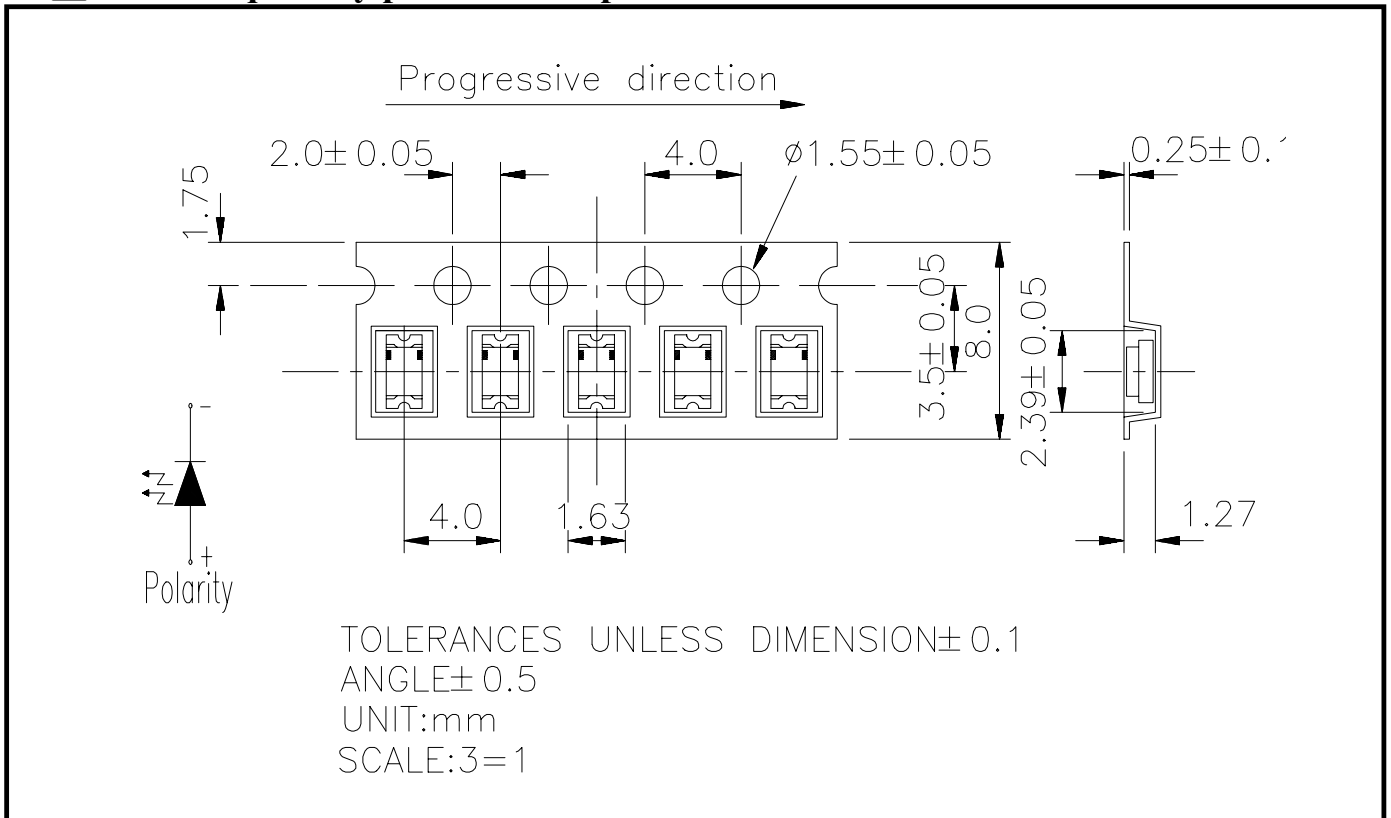 Progressive direction
2.0±0.05
4.0
ø1.55±0.05
0.25±0.
1.75
3.5±0.05
8.0
2.39±0.05
-
4.0
1.63
1.27
+
Polarity
TOLERANCES UNLESS DIMENSION±0.1
ANGLE±0.5
UNIT:mm
SCALE:3=1